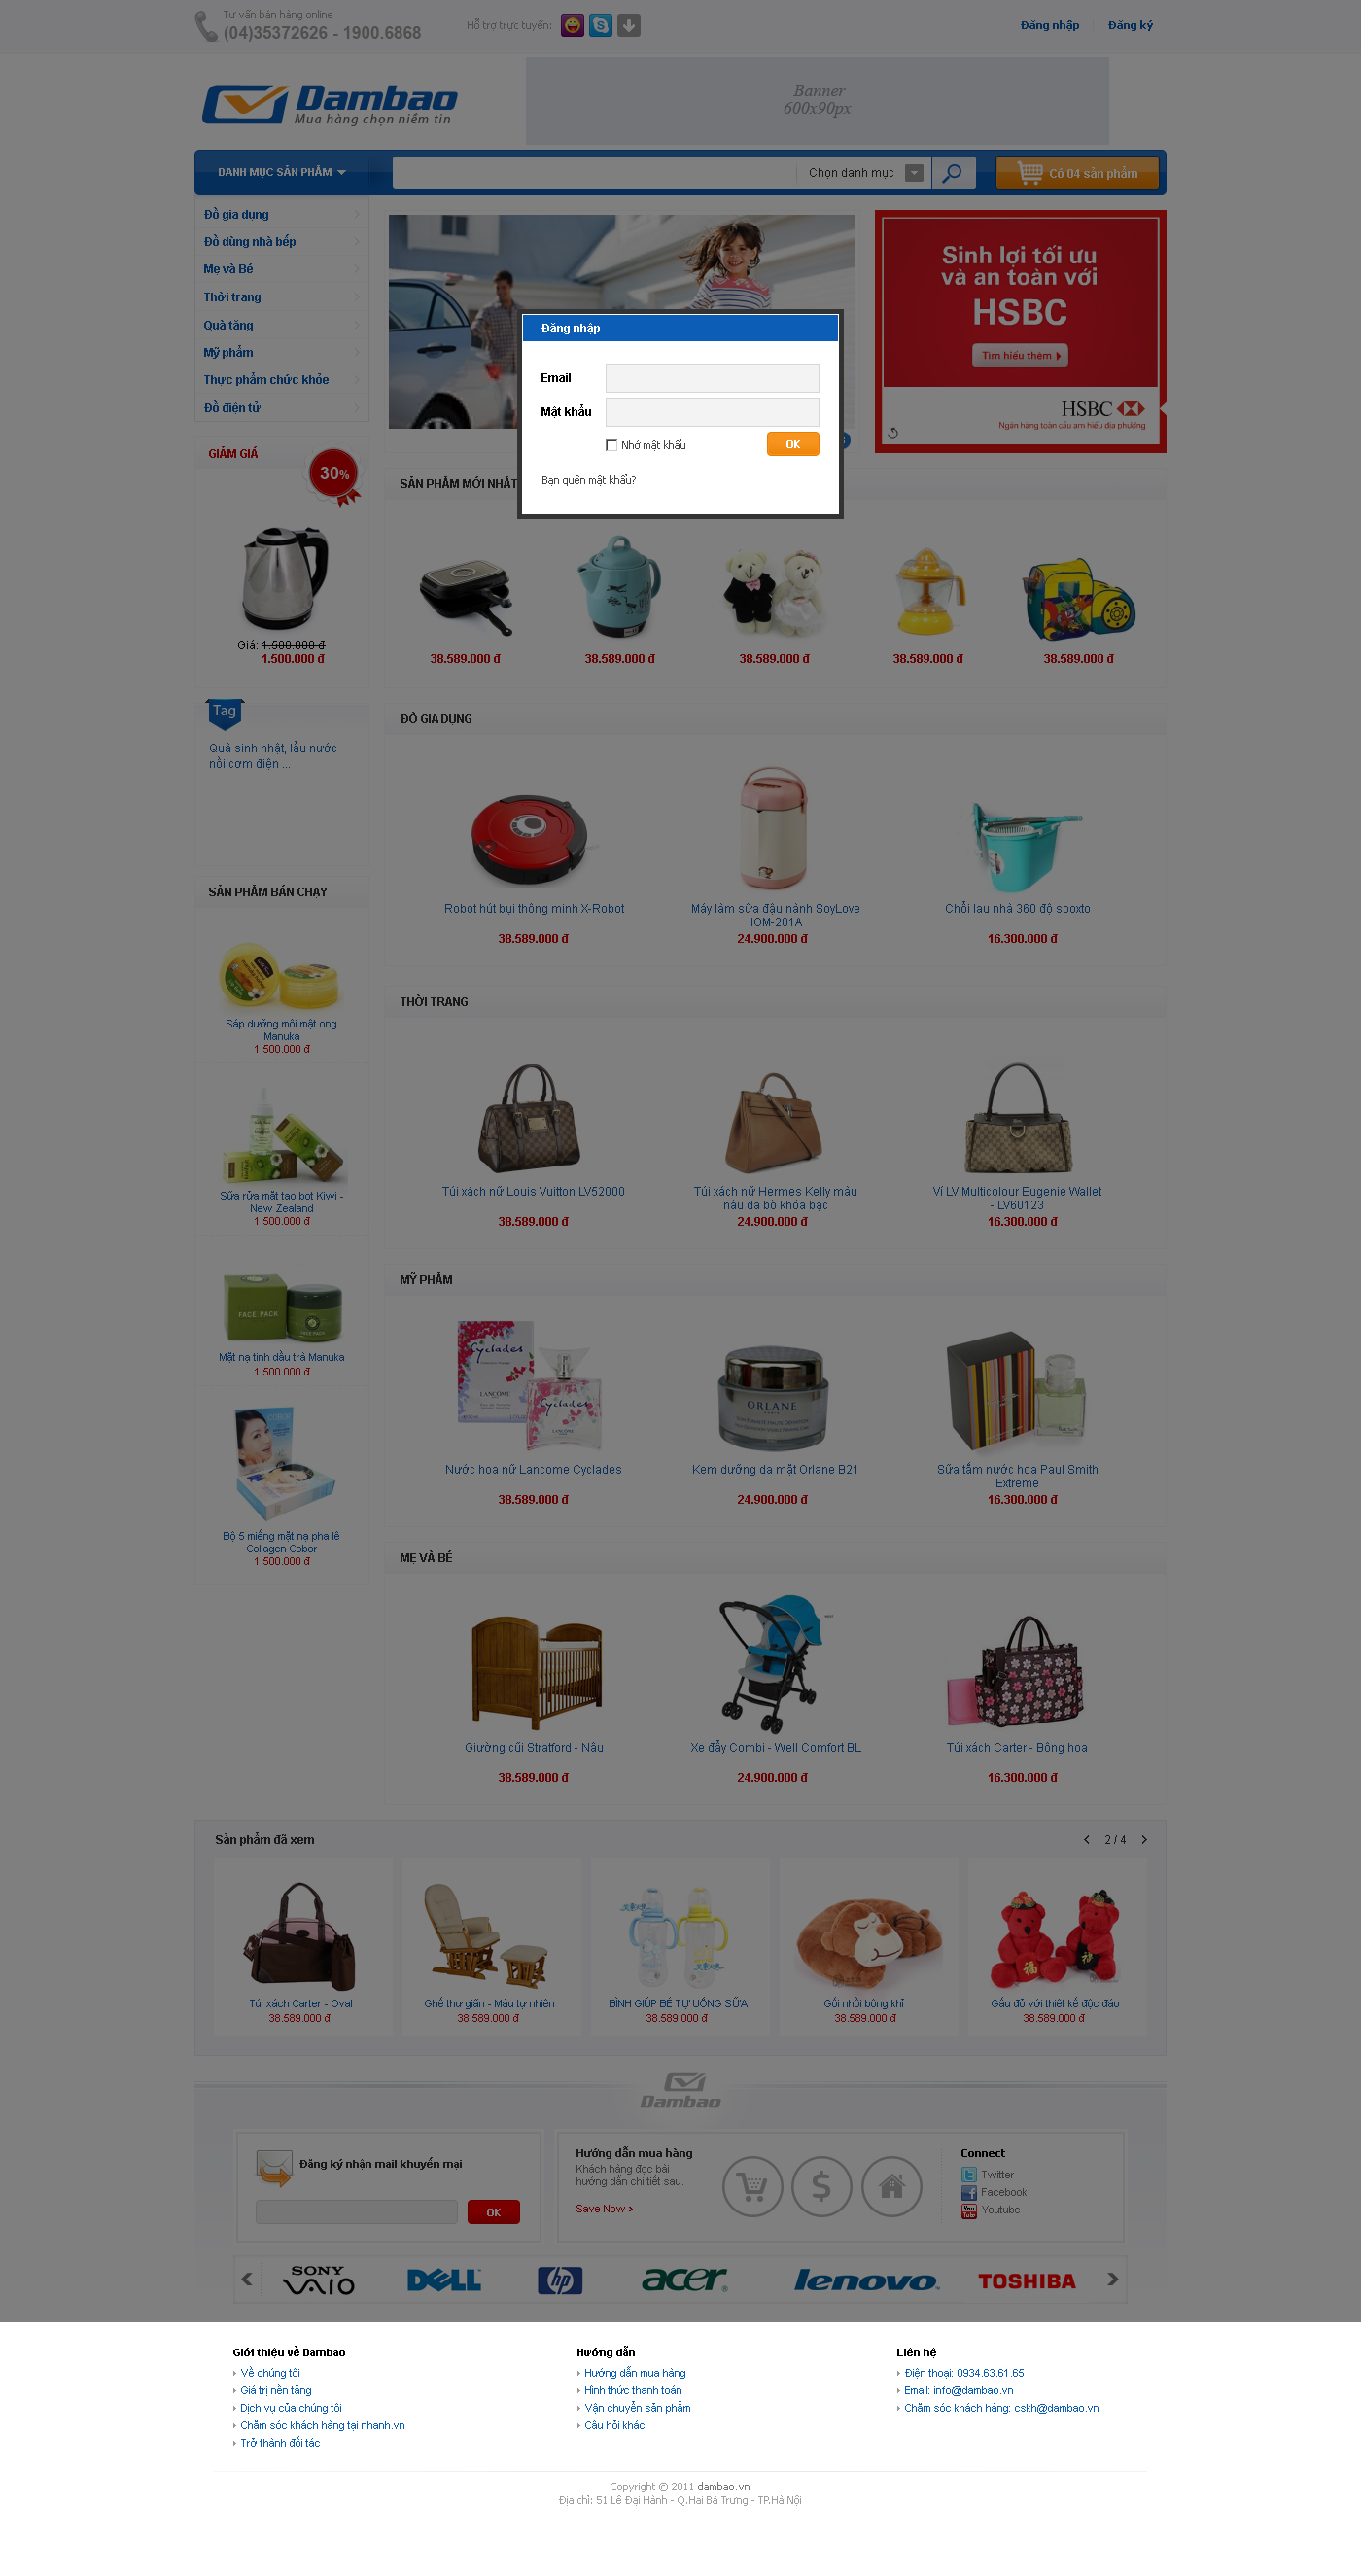 Tư vấn bán hàng online
(04)35372626 - 1900.6868
Hỗ trợ trực tuyến:
Đăng nhập
Đăng ký
Dambao
Mua hàng chọn niềm tin
Banner
600x90px
DANH MỤC SẢN PHẨM
Chọn danh mục
Có 04 sản phẩm
Đồ gia dụng
Đồ dùng nhà bếp
Mẹ và Bé
Thời trang
Quà tặng
Mỹ phẩm
Thực phẩm chức khỏe
Đồ điện tử
Sinh lợi tối ưu
và an toàn với
HSBC
Tìm hiểu thêm
HSBC
Ngân hàng toàn cầu am hiểu địa phương
Đăng nhập
Email
Mật khẩu
Nhớ mật khẩu
OK
Bạn quên mật khẩu?
GIẢM GIÁ
30%
Giá: 1.500.000 đ
1.500.000 đ
SẢN PHẨM MỚI NHẤT
38.589.000 đ
38.589.000 đ
38.589.000 đ
38.589.000 đ
38.589.000 đ
Tag
Quà sinh nhật, lẩu nước
nồi cơm điện ...
ĐỒ GIA DỤNG
Robot hút bụi thông minh X-Robot
38.589.000 đ
Máy làm sữa đậu nành SoyLove
IOM-201A
24.900.000 đ
Chổi lau nhà 360 độ sooxto
16.300.000 đ
SẢN PHẨM BÁN CHẠY
Sáp dưỡng môi mật ong
Manuka
1.500.000 đ
Sữa rửa mặt tạo bọt Kiwi -
New Zealand
1.500.000 đ
FACE PACK
Mặt nạ tinh dầu trà Manuka
1.500.000 đ
COBOR
Bộ 5 miếng mặt nạ pha lê
Collagen Cobor
1.500.000 đ
THỜI TRANG
Túi xách nữ Louis Vuitton LV52000
38.589.000 đ
Túi xách nữ Hermes Kelly màu
nâu da bò khóa bạc
24.900.000 đ
Ví LV Multicolour Eugenie Wallet
- LV60123
16.300.000 đ
MỸ PHẨM
Cyclades
LANCÔME
Cyclades
LANCÔME
Nước hoa nữ Lancome Cyclades
38.589.000 đ
ORLANE
Kem dưỡng da mặt Orlane B21
24.900.000 đ
Sữa tắm nước hoa Paul Smith
Extreme
16.300.000 đ
MẸ VÀ BÉ
Giường cũi Stratford - Nâu
38.589.000 đ
Xe đẩy Combi - Well Comfort BL
24.900.000 đ
Túi xách Carter - Bông hoa
16.300.000 đ
Sản phẩm đã xem
2 / 4
Túi xách Carter - Oval
38.589.000 đ
Ghế thư giãn - Màu tự nhiên
38.589.000 đ
BÌNH GIÚP BÉ TỰ UỐNG SỮA
38.589.000 đ
Gối nhồi bông khỉ
38.589.000 đ
福
福
Gấu đỏ với thiết kế độc đáo
38.589.000 đ
Dambao
Đăng ký nhận mail khuyến mại
OK
Hướng dẫn mua hàng
Khách hàng đọc bài
hướng dẫn chi tiết sau.
Save Now
Connect
Twitter
Facebook
You Tube
Youtube
SONY
VAIO
DELL
hp
acer
lenovo
TOSHIBA
Giới thiệu về Dambao
Về chúng tôi
Giá trị nền tảng
Dịch vụ của chúng tôi
Chăm sóc khách hàng tại nhanh.vn
Trở thành đối tác
Hướng dẫn
Hướng dẫn mua hàng
Hình thức thanh toán
Vận chuyển sản phẩm
Câu hỏi khác
Liên hệ
Điện thoại: 0934.63.61.65
Email: info@dambao.vn
Chăm sóc khách hàng: cskh@dambao.vn
Copyright © 2011 dambao.vn
Địa chỉ: 51 Lê Đại Hành - Q.Hai Bà Trưng - TP.Hà Nội